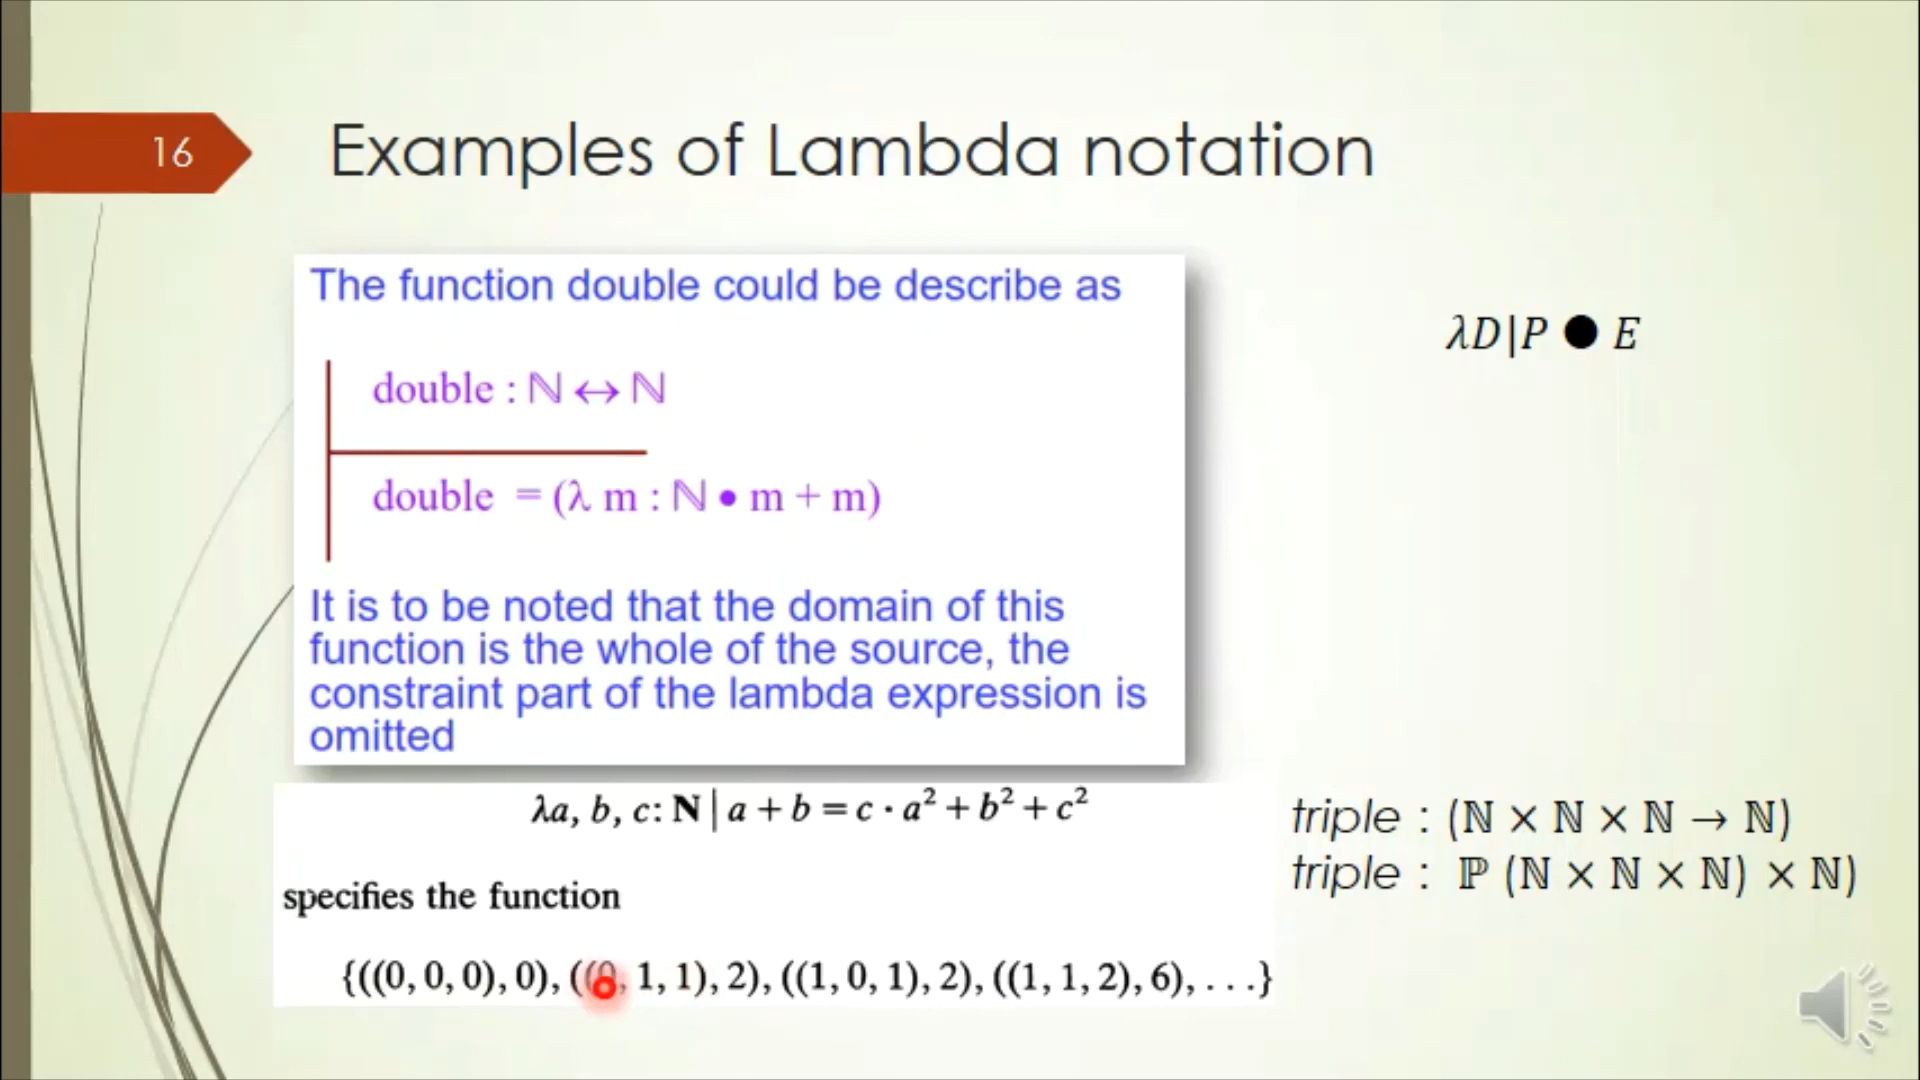 16
Examples of Lambda notation
The function double could be describe as
double : ℕ ↔ ℕ
double = (λ m : ℕ • m + m)
It is to be noted that the domain of this
function is the whole of the source, the
constraint part of the lambda expression is
omitted
λD|P ● E
λa, b, c: N | a + b = c · a² + b² + c²
specifies the function
{((0, 0, 0), 0), ((0, 1, 1), 2), ((1, 0, 1), 2), ((1, 1, 2), 6), . . .}
triple : (ℕ × ℕ × ℕ → ℕ)
triple : ℙ (ℕ × ℕ × ℕ) × ℕ)